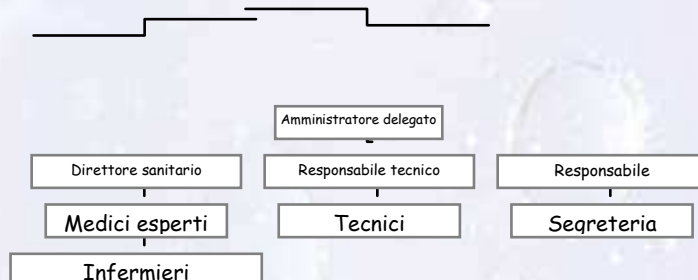 Amministratore delegato
Direttore sanitario
Responsabile tecnico
Responsabile
Medici esperti
Tecnici
Segreteria
Infermieri